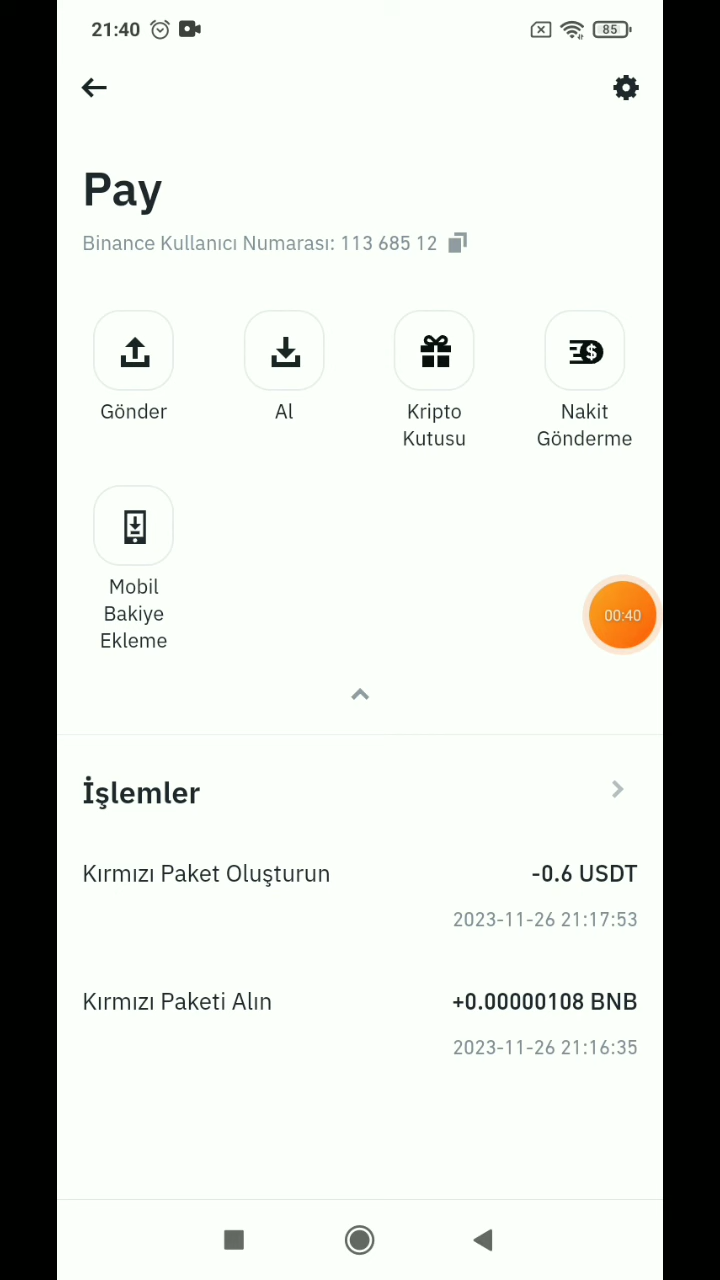 21:40
85
Pay
Binance Kullanıcı Numarası: 113 685 12
Gönder
Al
Kripto
Kutusu
Nakit
Gönderme
Mobil
Bakiye
Ekleme
00:40
İşlemler
Kırmızı Paket Oluşturun
-0.6 USDT
2023-11-26 21:17:53
Kırmızı Paketi Alın
+0.00000108 BNB
2023-11-26 21:16:35